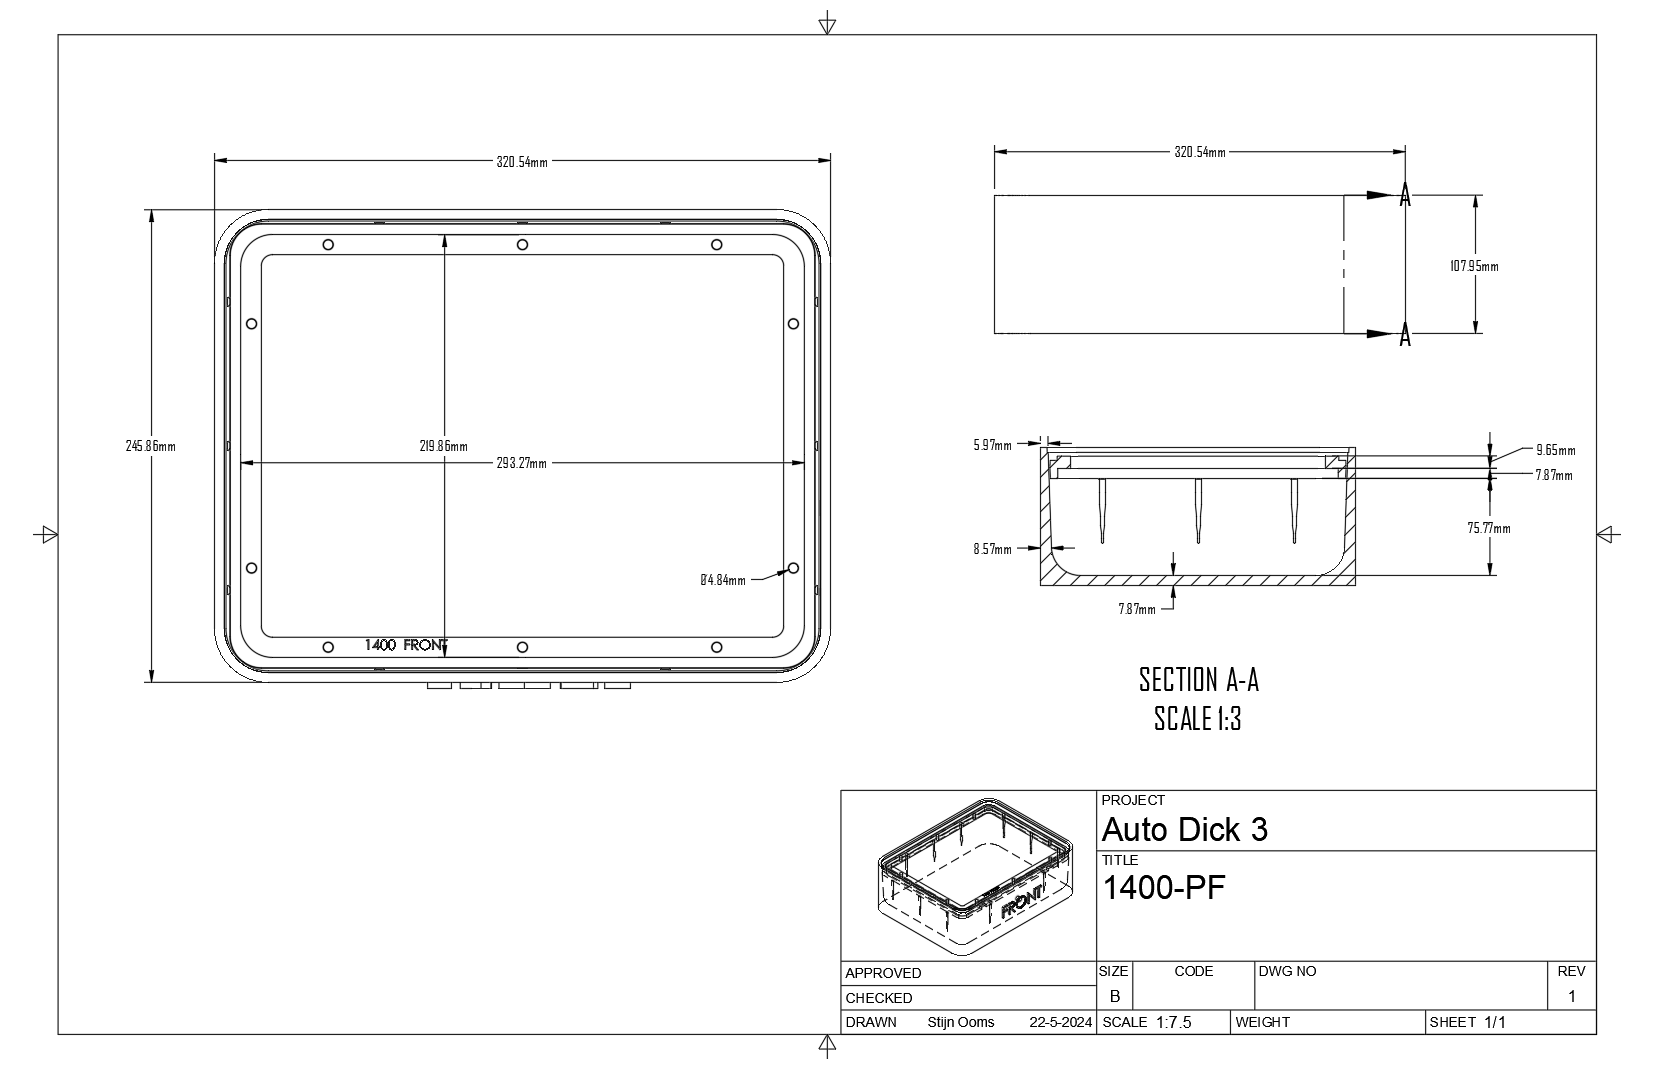 320.54mm
320.54mm
A
245.86mm
219.86mm
293.27mm
107.95mm
A
5.97mm
9.65mm
7.87mm
75.77mm
8.57mm
7.87mm
Ø4.84mm
1400 FRONT
SECTION A-A
SCALE 1:3
FRONT
PROJECT
Auto Dick 3
TITLE
1400-PF
APPROVED
CHECKED
DRAWN Stijn Ooms 22-5-2024
SIZE CODE DWG NO REV
B 1
SCALE 1:7.5 WEIGHT SHEET 1/1